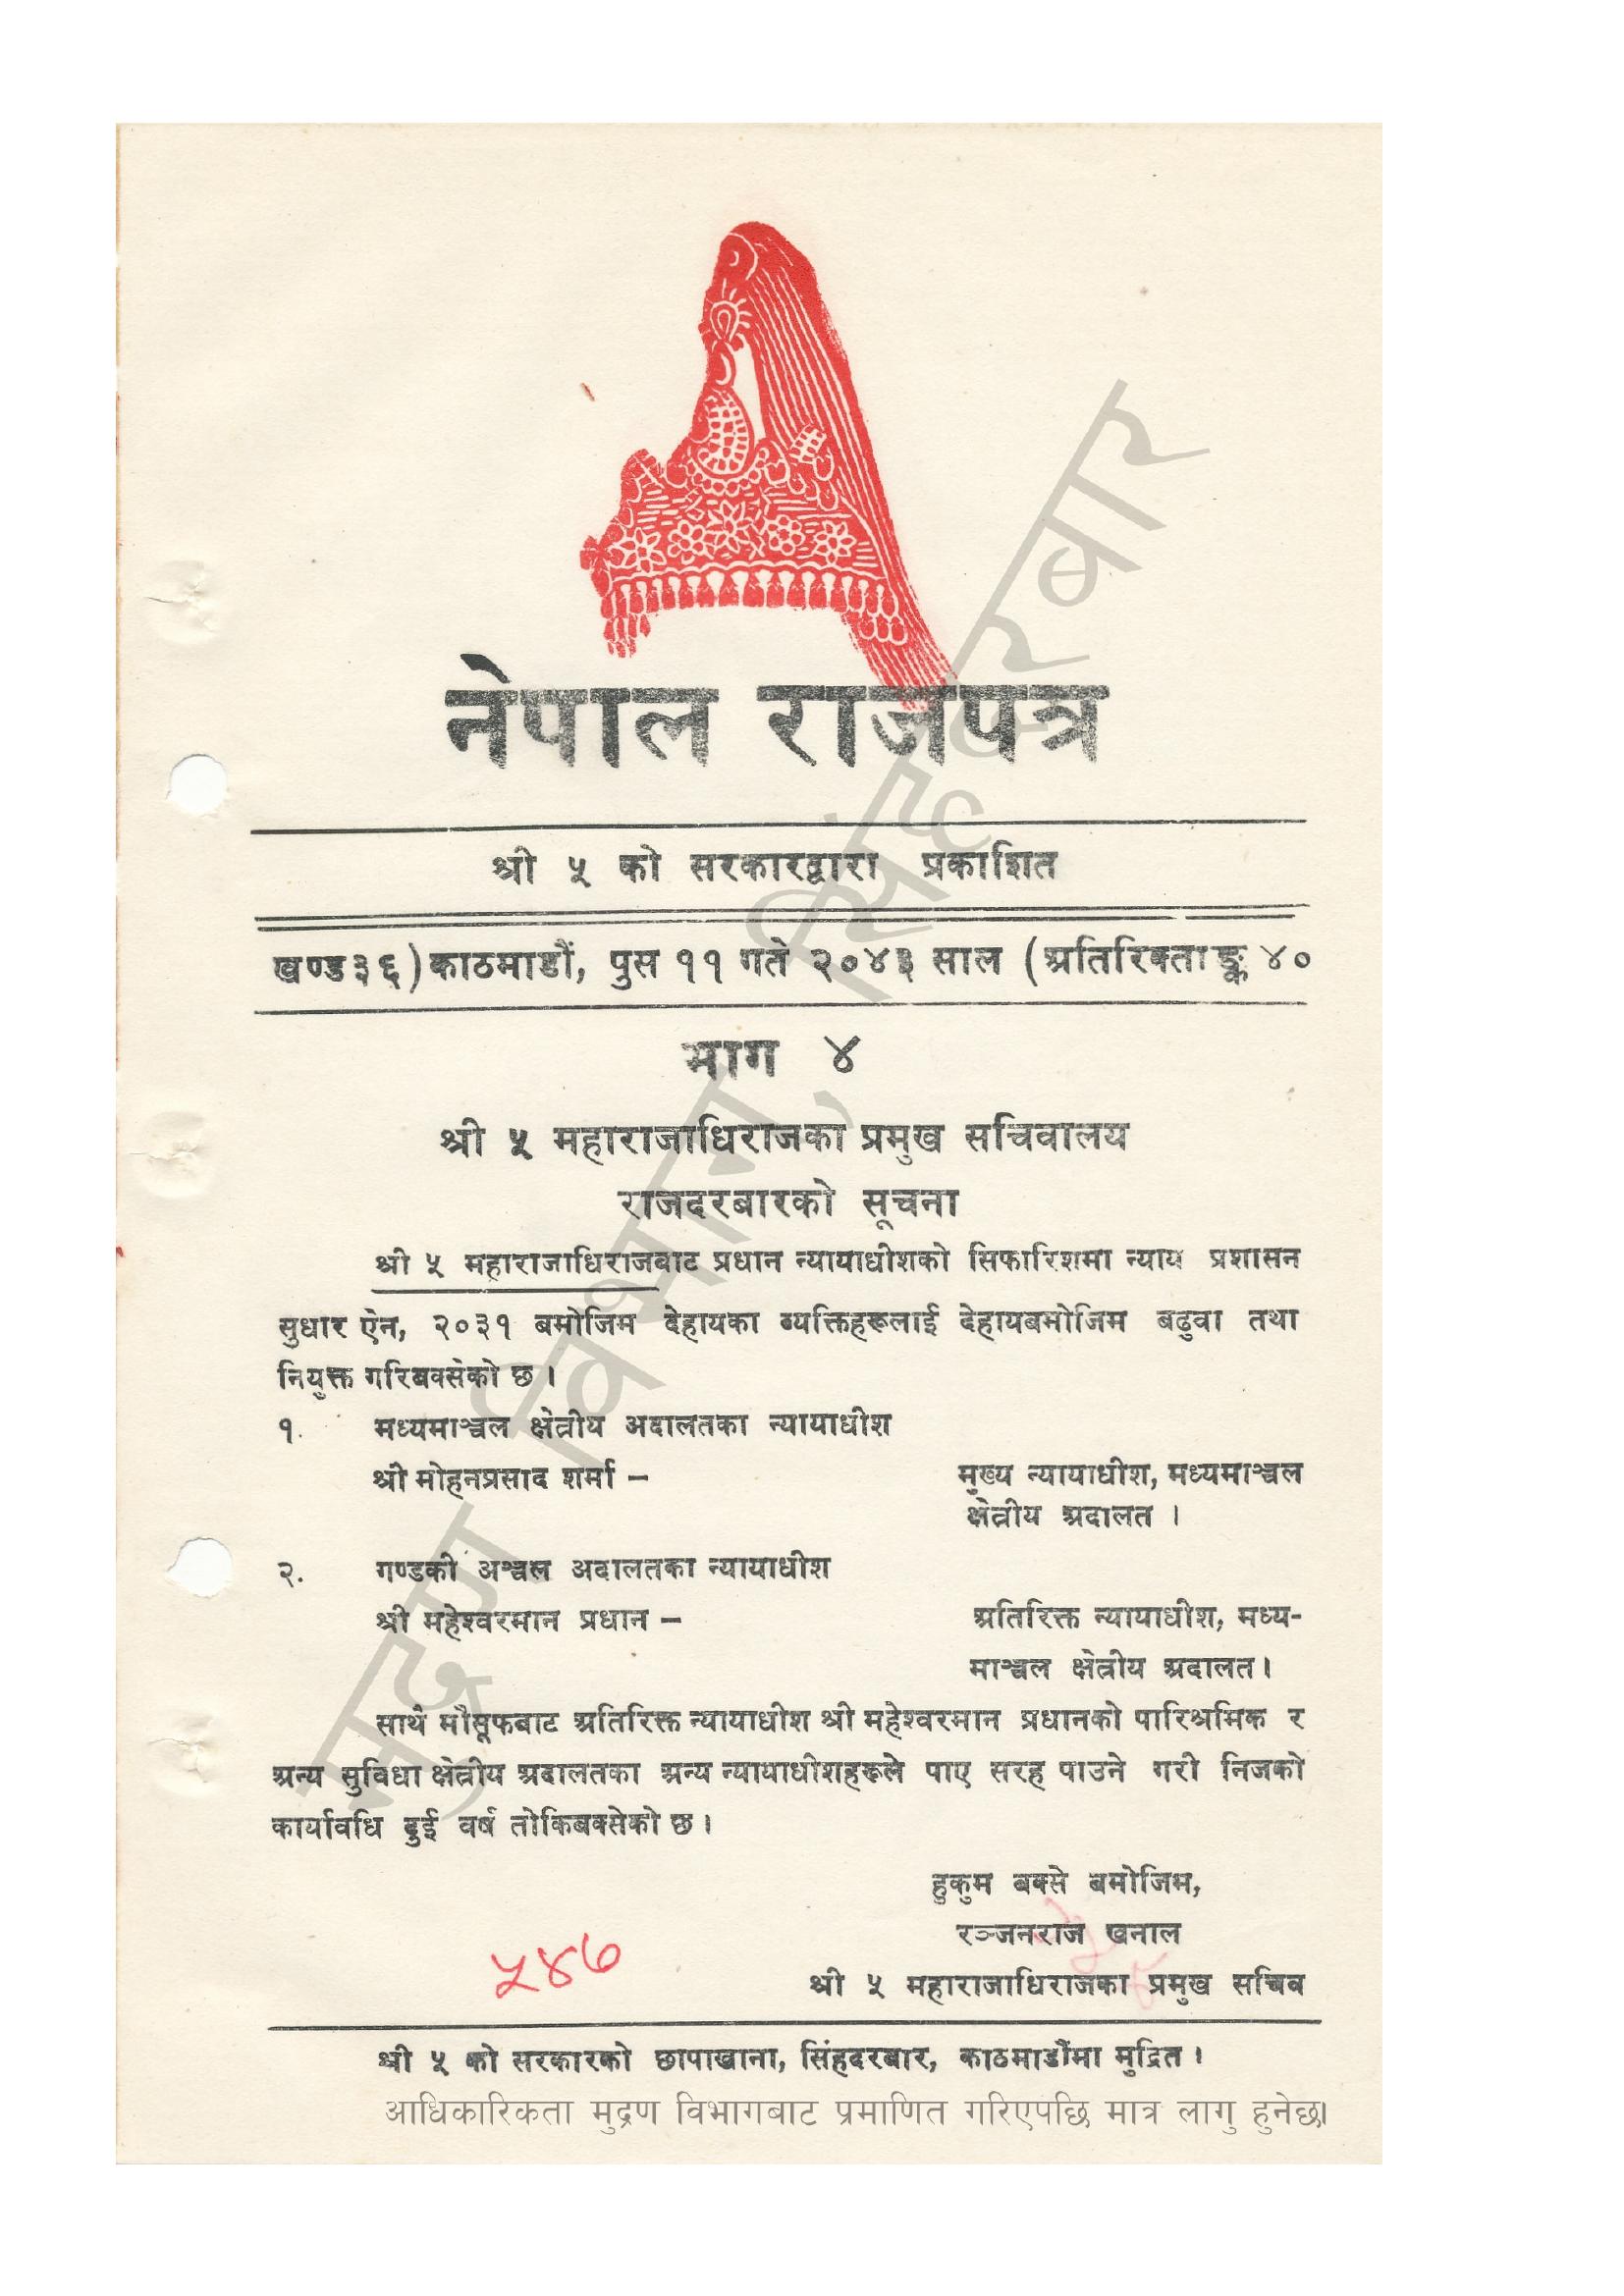 नेपाल राजपत्र
श्री ५ को सरकारद्वारा प्रकाशित
खण्ड ३६) काठमाडौं, पुस ११ गते २०४३ साल (अतिरिक्ताङ्क ४०
भाग ४
श्री ५ महाराजाधिराजका प्रमुख सचिवालय
राजदरबारको सूचना
श्री ५ महाराजाधिराजबाट प्रधान न्यायाधीशको सिफारिशमा न्याय प्रशासन
सुधार ऐन, २०३१ बमोजिम देहायका व्यक्तिहरूलाई देहायबमोजिम बढुवा तथा
नियुक्त गरिबक्सेको छ ।
१. मध्यमाञ्चल क्षेत्रीय अदालतका न्यायाधीश
श्री मोहनप्रसाद शर्मा – मुख्य न्यायाधीश, मध्यमाञ्चल
क्षेत्रीय अदालत ।
२. गण्डकी अञ्चल अदालतका न्यायाधीश
श्री महेश्वरमान प्रधान – अतिरिक्त न्यायाधीश, मध्य-
माञ्चल क्षेत्रीय अदालत ।
साथै मौसूफबाट अतिरिक्त न्यायाधीश श्री महेश्वरमान प्रधानको पारिश्रमिक र
अन्य सुविधा क्षेत्रीय अदालतका अन्य न्यायाधीशहरूले पाए सरह पाउने गरी निजको
कार्यावधि दुई वर्ष तोकिबक्सेको छ ।
हुकुम बक्से बमोजिम,
रञ्जनराज खनाल
श्री ५ महाराजाधिराजका प्रमुख सचिव
५४७
श्री ५ को सरकारको छापाखाना, सिंहदरबार, काठमाडौंमा मुद्रित ।
आधिकारिकता मुद्रण विभागबाट प्रमाणित गरिएपछि मात्र लागु हुनेछ।
मुद्रण विभाग, सिंहदरबार